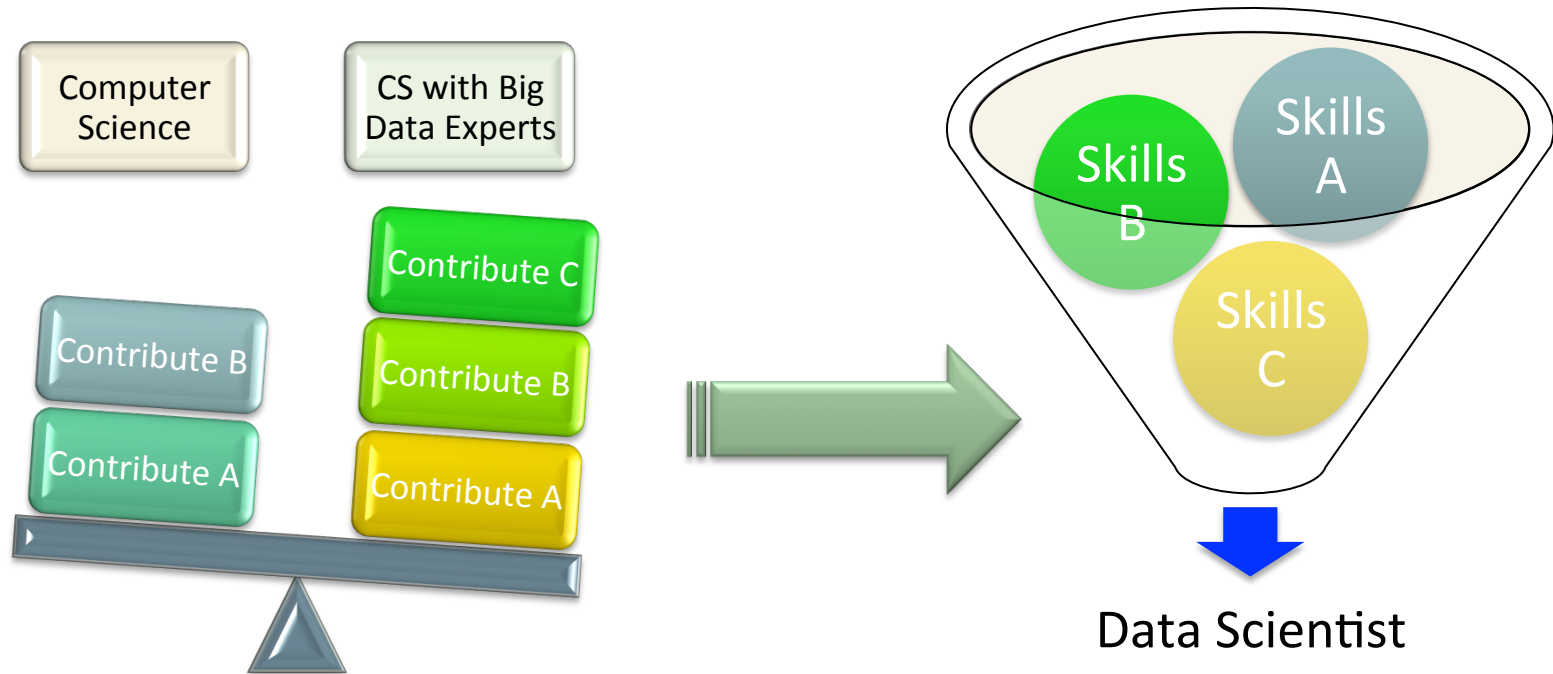 Computer
Science
CS with Big
Data Experts
Contribute B
Contribute A
Contribute C
Contribute B
Contribute A
Skills
B
Skills
A
Skills
C
Data Scientist